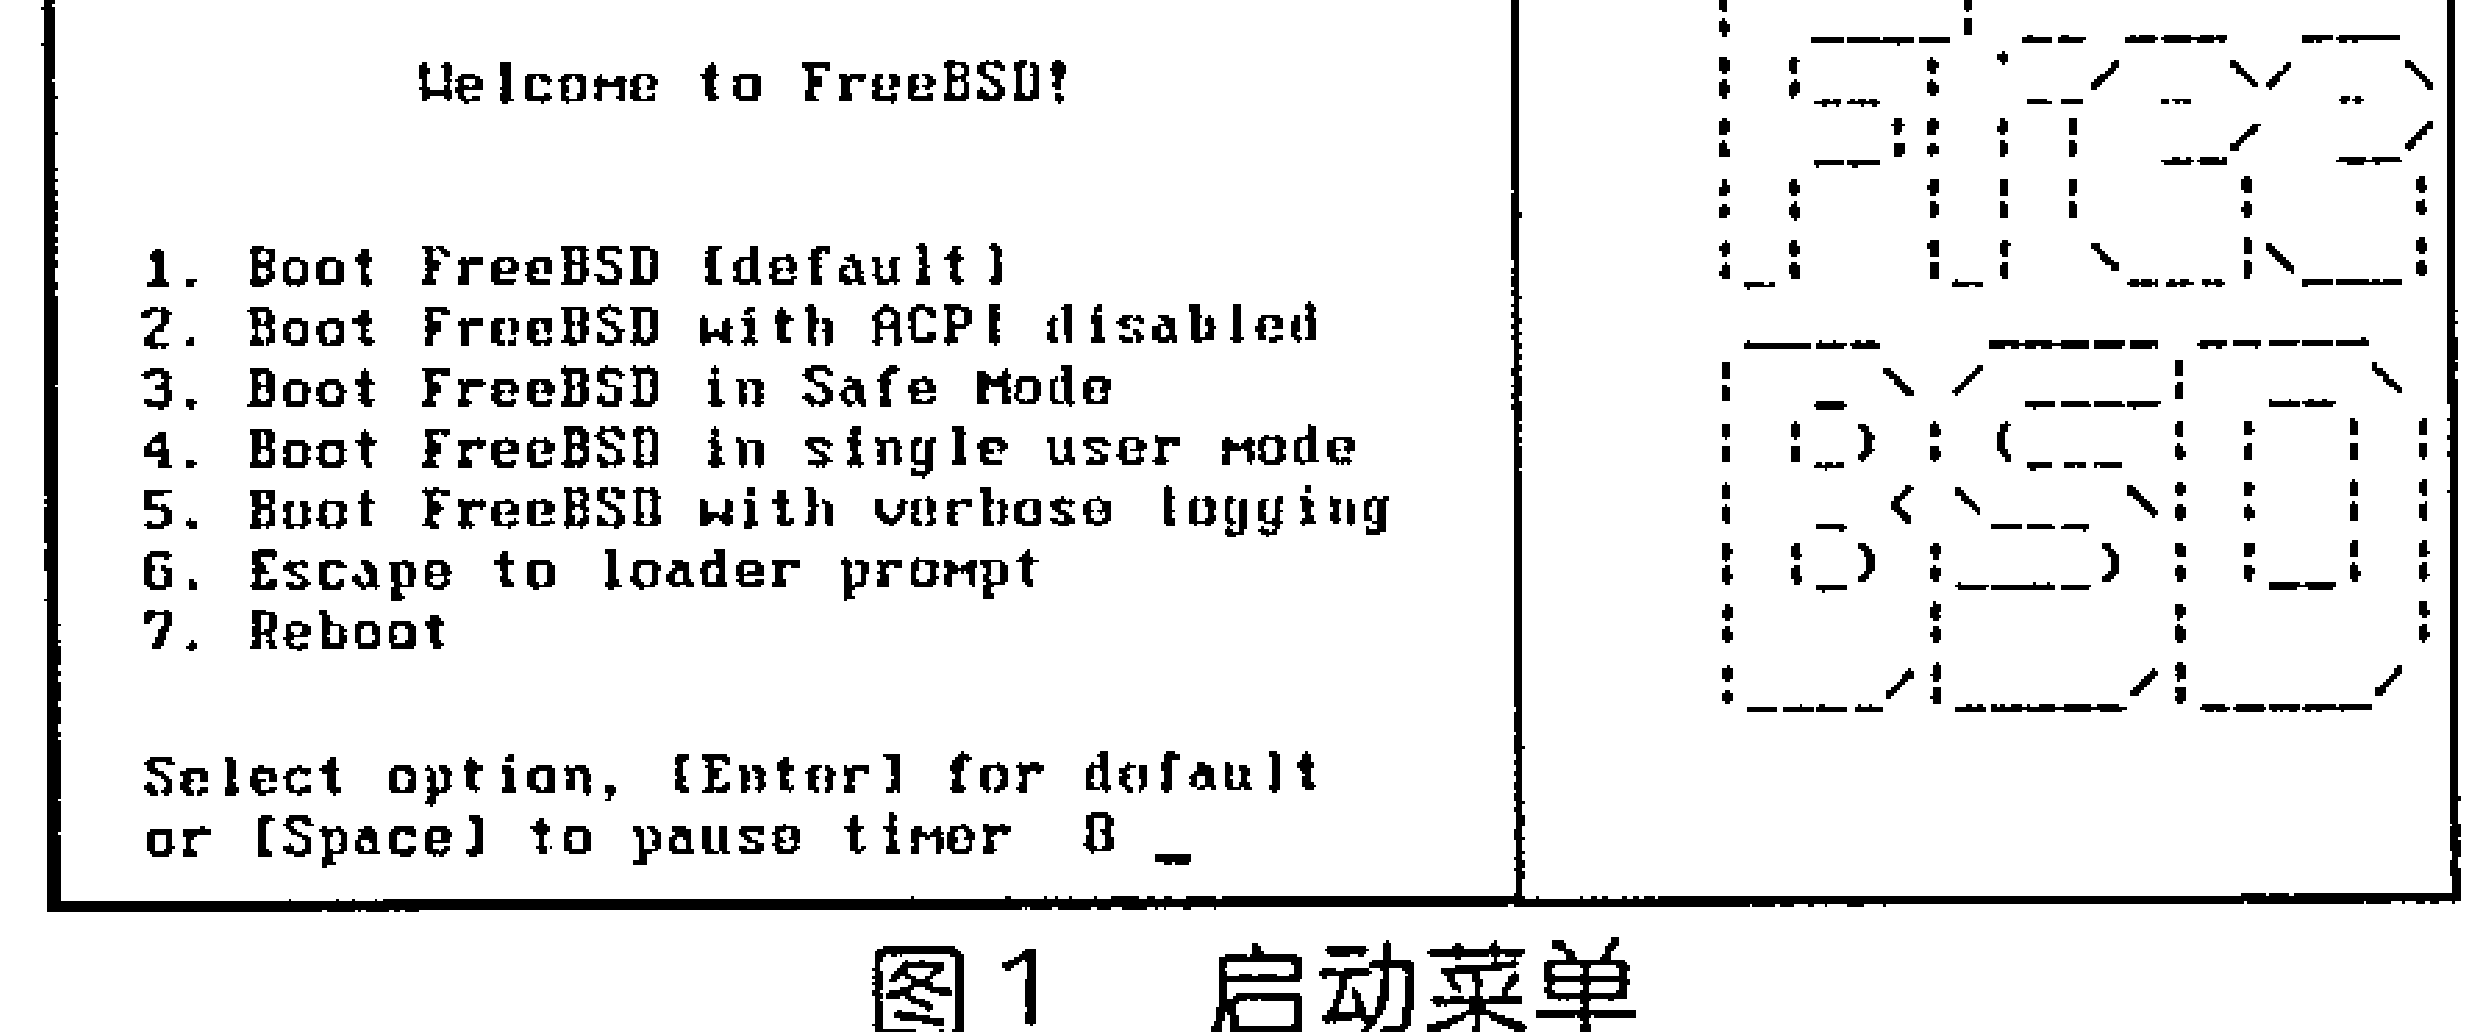 Welcome to FreeBSD!
1. Boot FreeBSD [default]
2. Boot FreeBSD with ACPI disabled
3. Boot FreeBSD in Safe Mode
4. Boot FreeBSD in single user mode
5. Boot FreeBSD with verbose logging
6. Escape to loader prompt
7. Reboot
Select option, [Enter] for default
or [Space] to pause timer 8 _
Free
BSD
图1 启动菜单